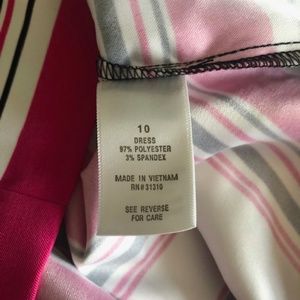 10
DRESS
97% POLYESTER
3% SPANDEX
MADE IN VIETNAM
RN# 31310
SEE REVERSE
FOR CARE